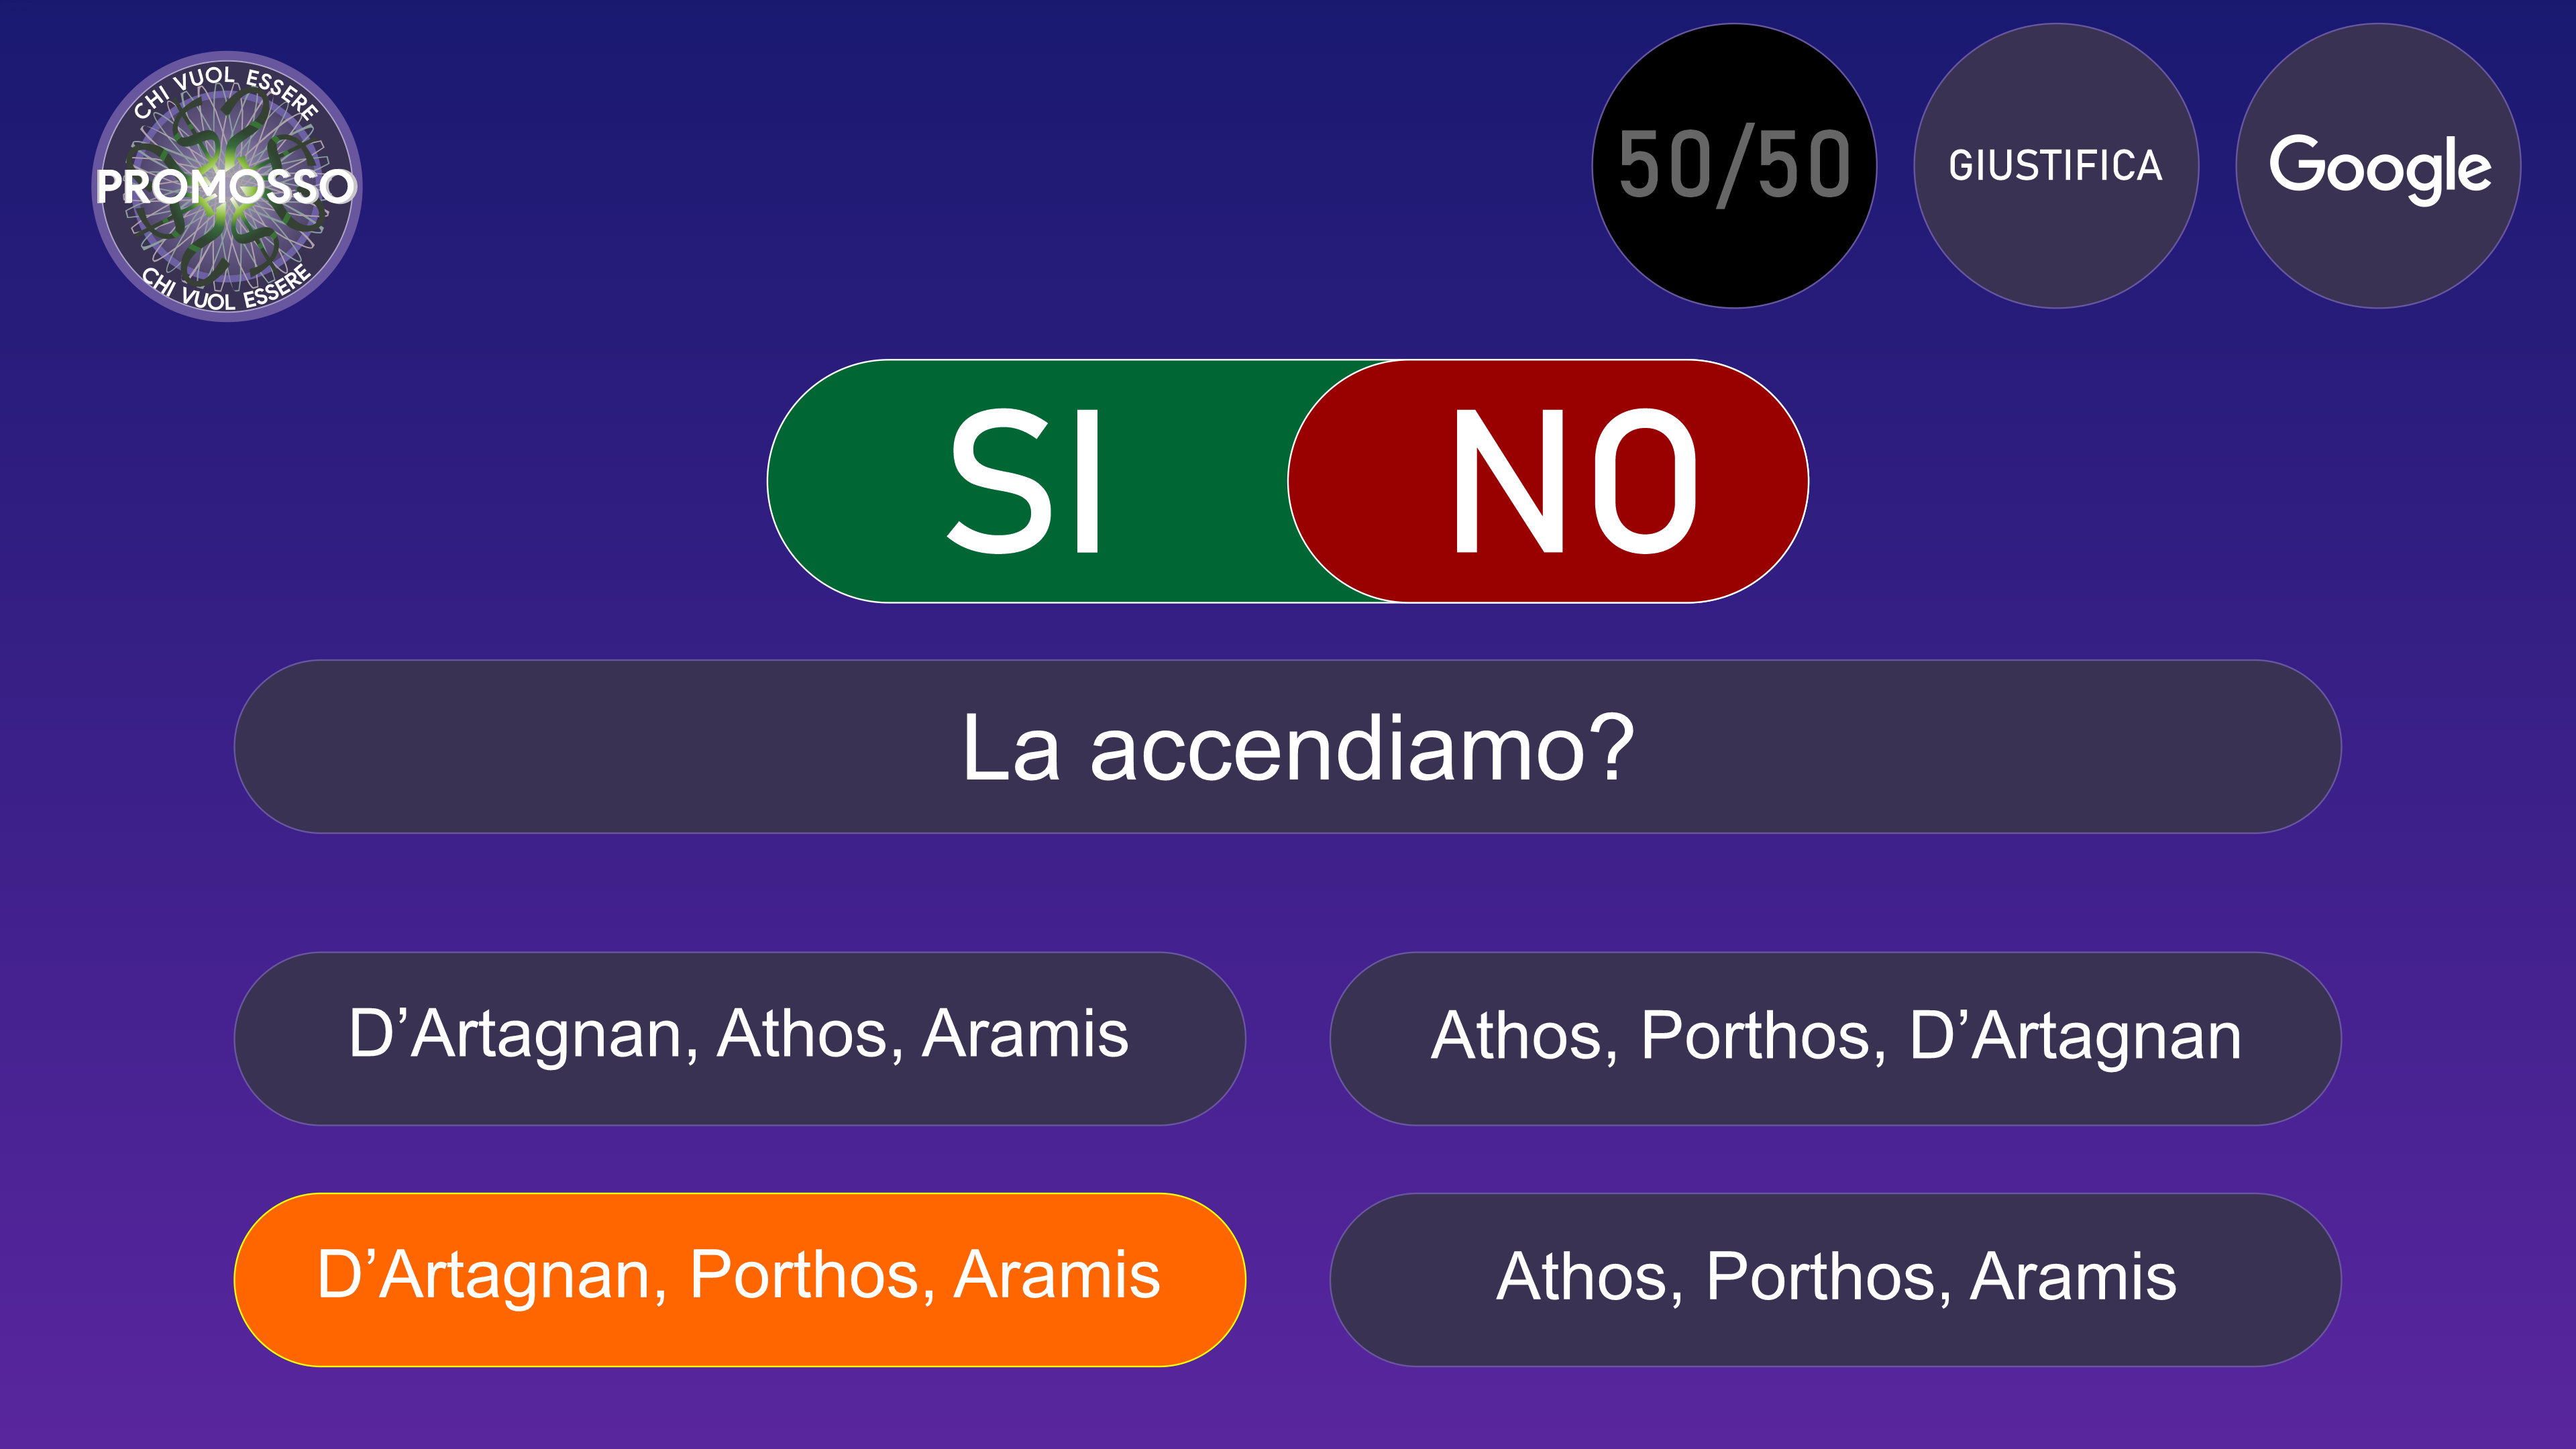 CHI VUOL ESSERE
PROMOSSO
CHI VUOL ESSERE
50/50
GIUSTIFICA
Google
SI
NO
La accendiamo?
D’Artagnan, Athos, Aramis
Athos, Porthos, D’Artagnan
D’Artagnan, Porthos, Aramis
Athos, Porthos, Aramis